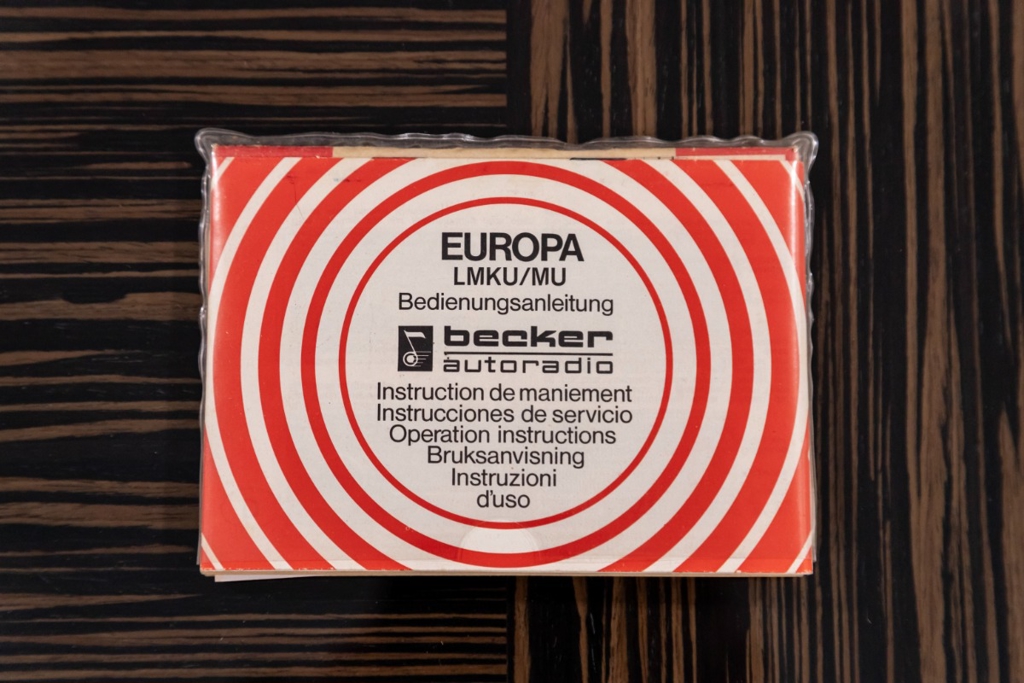 EUROPA
LMKU/MU
Bedienungsanleitung
becker
autoradio
Instruction de maniement
Instrucciones de servicio
Operation instructions
Bruksanvisning
Instruzioni
d'uso